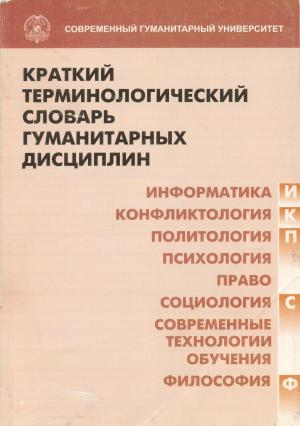 СОВРЕМЕННЫЙ ГУМАНИТАРНЫЙ УНИВЕРСИТЕТ
КРАТКИЙ
ТЕРМИНОЛОГИЧЕСКИЙ
СЛОВАРЬ
ГУМАНИТАРНЫХ
ДИСЦИПЛИН
ИНФОРМАТИКА И
КОНФЛИКТОЛОГИЯ К
ПОЛИТОЛОГИЯ П
ПСИХОЛОГИЯ
ПРАВО
СОЦИОЛОГИЯ С
СОВРЕМЕННЫЕ
ТЕХНОЛОГИИ
ОБУЧЕНИЯ
ФИЛОСОФИЯ Ф